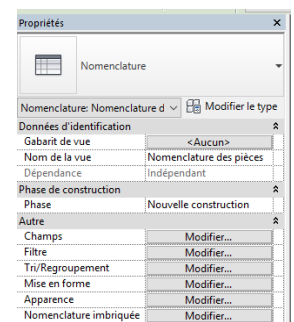 Propriétés
Nomenclature
Nomenclature: Nomenclature d Modifier le type
Données d'identification
Gabarit de vue <Aucun>
Nom de la vue Nomenclature des pièces
Dépendance Indépendant
Phase de construction
Phase Nouvelle construction
Autre
Champs Modifier...
Filtre Modifier...
Tri/Regroupement Modifier...
Mise en forme Modifier...
Apparence Modifier...
Nomenclature imbriquée Modifier...